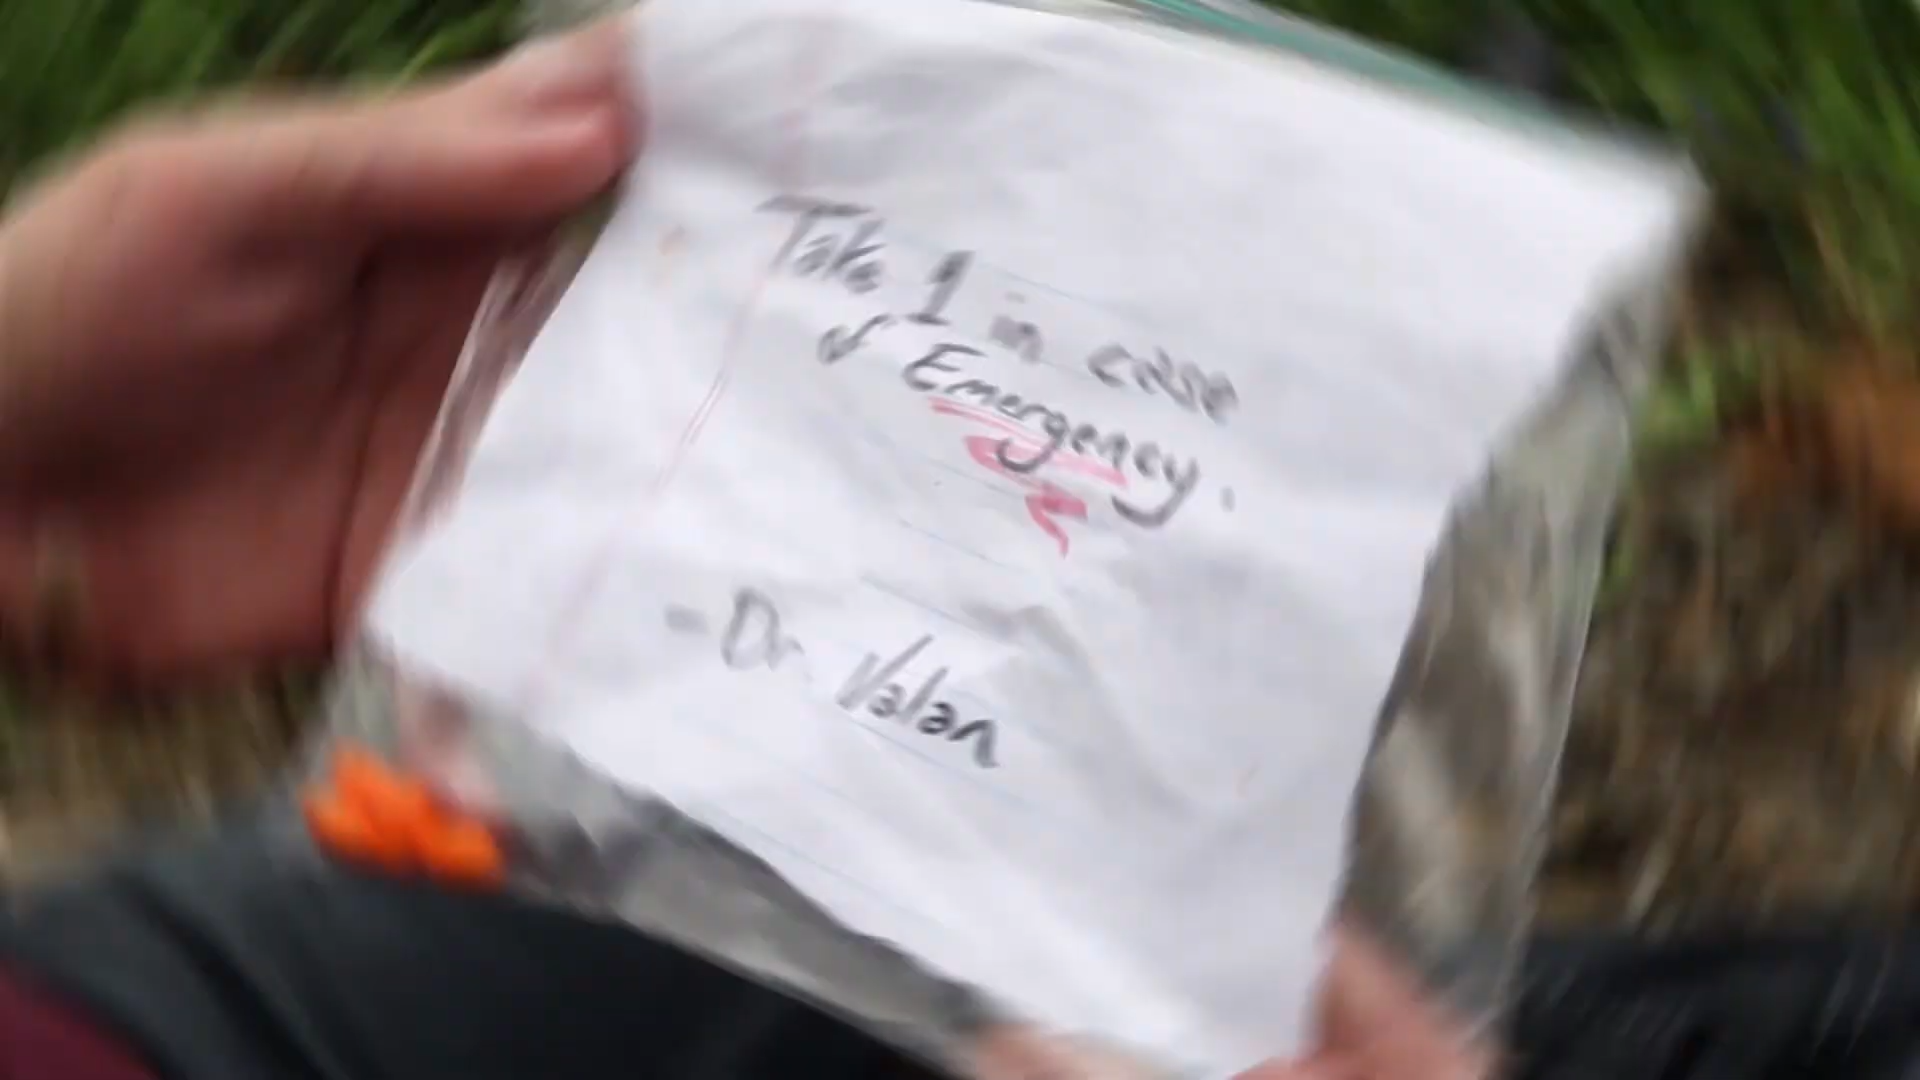 Take 1 in case
of Emergency.
- Dr. Valan